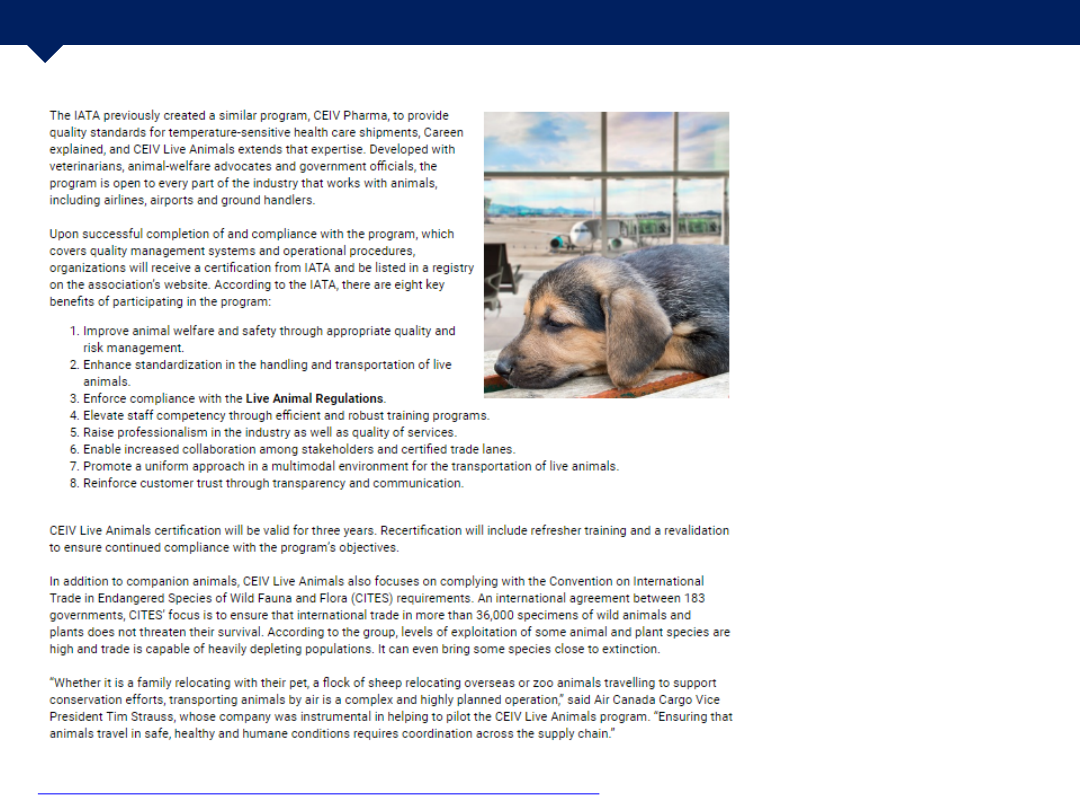 The IATA previously created a similar program, CEIV Pharma, to provide
quality standards for temperature-sensitive health care shipments, Careen
explained, and CEIV Live Animals extends that expertise. Developed with
veterinarians, animal-welfare advocates and government officials, the
program is open to every part of the industry that works with animals,
including airlines, airports and ground handlers.
Upon successful completion of and compliance with the program, which
covers quality management systems and operational procedures,
organizations will receive a certification from IATA and be listed in a registry
on the association's website. According to the IATA, there are eight key
benefits of participating in the program:
1. Improve animal welfare and safety through appropriate quality and
risk management.
2. Enhance standardization in the handling and transportation of live
animals.
3. Enforce compliance with the Live Animal Regulations.
4. Elevate staff competency through efficient and robust training programs.
5. Raise professionalism in the industry as well as quality of services.
6. Enable increased collaboration among stakeholders and certified trade lanes.
7. Promote a uniform approach in a multimodal environment for the transportation of live animals.
8. Reinforce customer trust through transparency and communication.
CEIV Live Animals certification will be valid for three years. Recertification will include refresher training and a revalidation
to ensure continued compliance with the program's objectives.
In addition to companion animals, CEIV Live Animals also focuses on complying with the Convention on International
Trade in Endangered Species of Wild Fauna and Flora (CITES) requirements. An international agreement between 183
governments, CITES' focus is to ensure that international trade in more than 36,000 specimens of wild animals and
plants does not threaten their survival. According to the group, levels of exploitation of some animal and plant species are
high and trade is capable of heavily depleting populations. It can even bring some species close to extinction.
"Whether it is a family relocating with their pet, a flock of sheep relocating overseas or zoo animals travelling to support
conservation efforts, transporting animals by air is a complex and highly planned operation," said Air Canada Cargo Vice
President Tim Strauss, whose company was instrumental in helping to pilot the CEIV Live Animals program. "Ensuring that
animals travel in safe, healthy and humane conditions requires coordination across the supply chain."